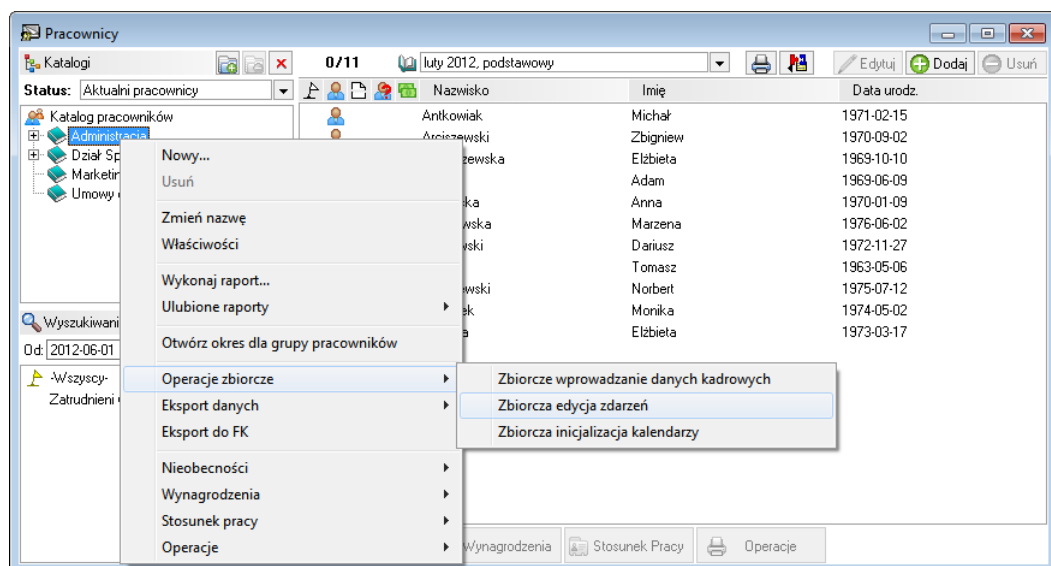 Pracownicy
Katalogi 0/11 luty 2012, podstawowy Edytuj Dodaj Usuń
Status: Aktualni pracownicy Nazwisko Imię Data urodz.
Katalog pracowników Antkowiak Michał 1971-02-15
Administracja Arciszewski Zbigniew 1970-09-02
Dział Sp Nowy... zewska Elżbieta 1969-10-10
Marketin Usuń Adam 1969-06-09
Umowy ka Anna 1970-01-09
Zmień nazwę wska Marzena 1976-06-02
Właściwości ski Dariusz 1972-11-27
Tomasz 1963-05-06
Wykonaj raport... wski Norbert 1975-07-12
Ulubione raporty ek Monika 1974-05-02
Wyszukiwani a Elżbieta 1973-03-17
Otwórz okres dla grupy pracowników
Od: 2012-06-01
-Wszyscy- Operacje zbiorcze Zbiorcze wprowadzanie danych kadrowych
Zatrudnieni Eksport danych Zbiorcza edycja zdarzeń
Eksport do FK Zbiorcza inicjalizacja kalendarzy
Nieobecności
Wynagrodzenia
Stosunek pracy
Operacje Wynagrodzenia Stosunek Pracy Operacje